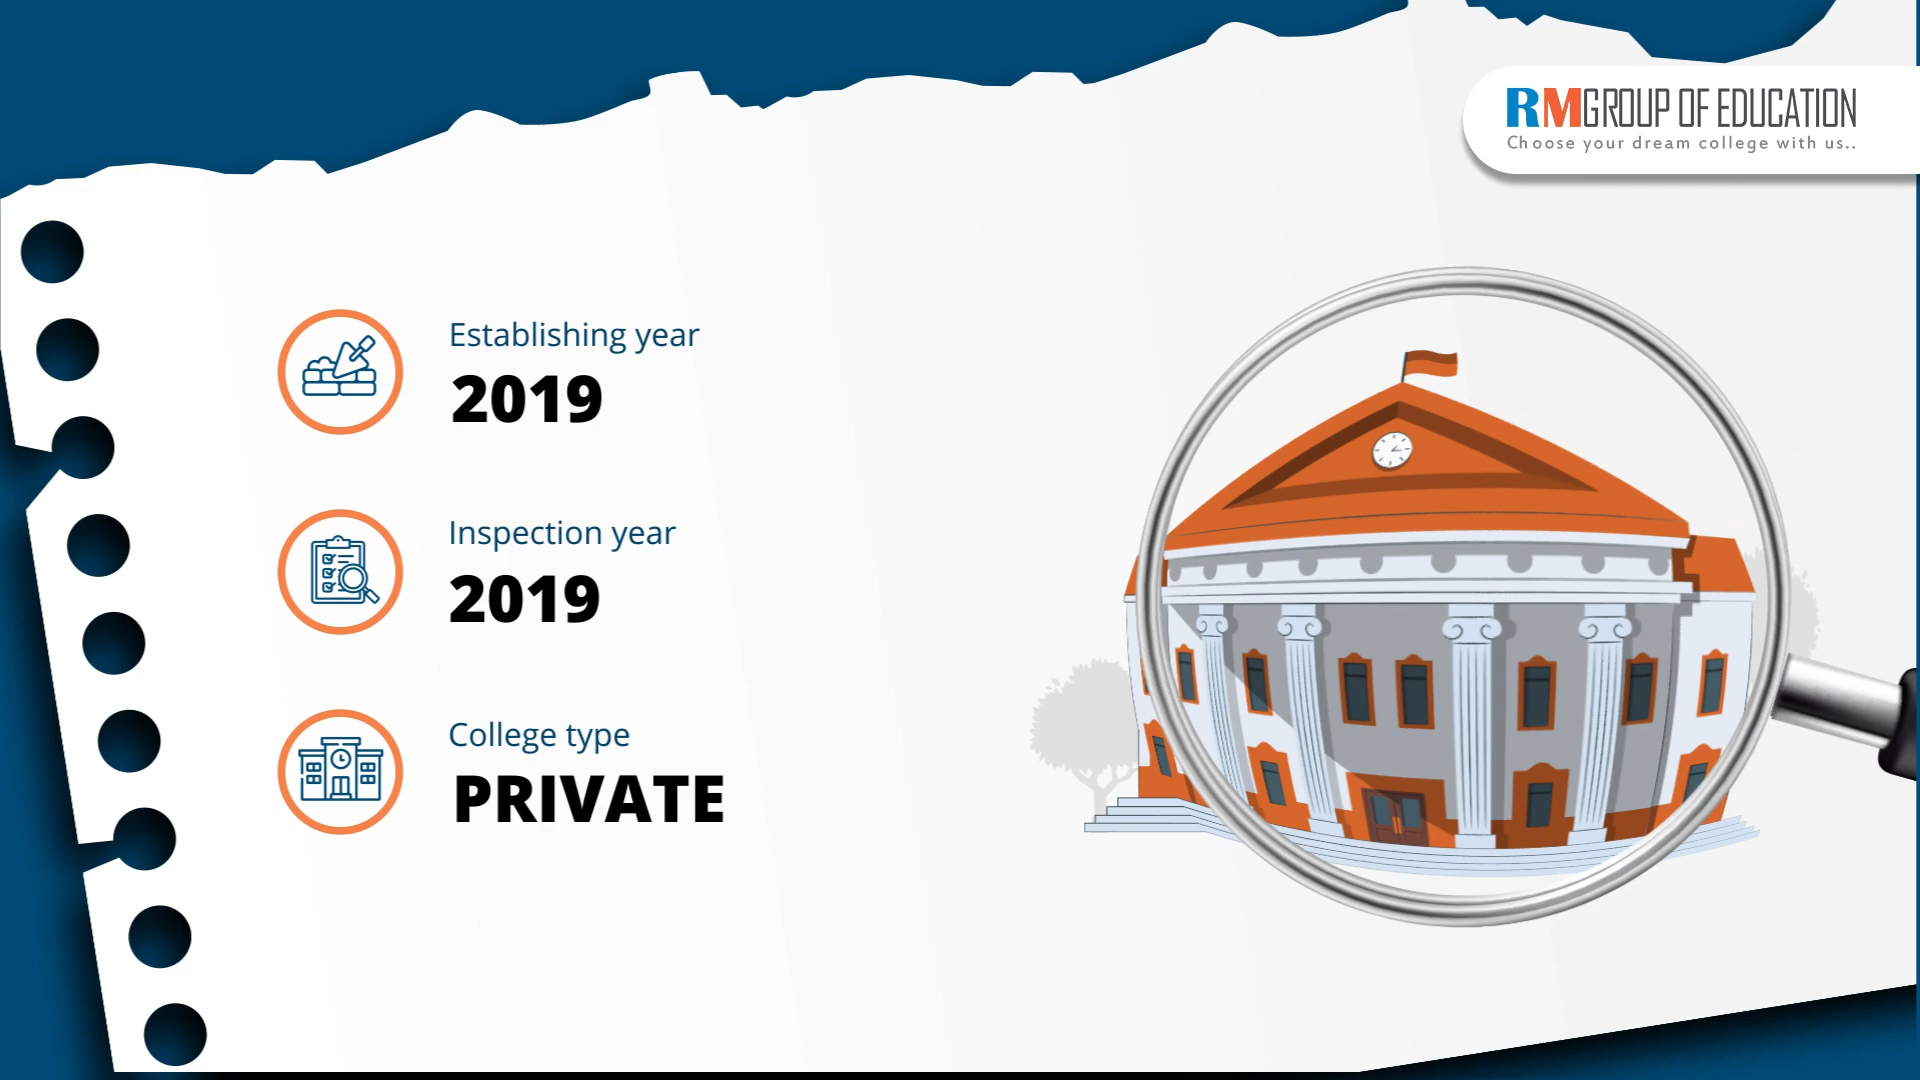 RMGROUP OF EDUCATION
Choose your dream college with us..
Establishing year
2019
Inspection year
2019
College type
PRIVATE